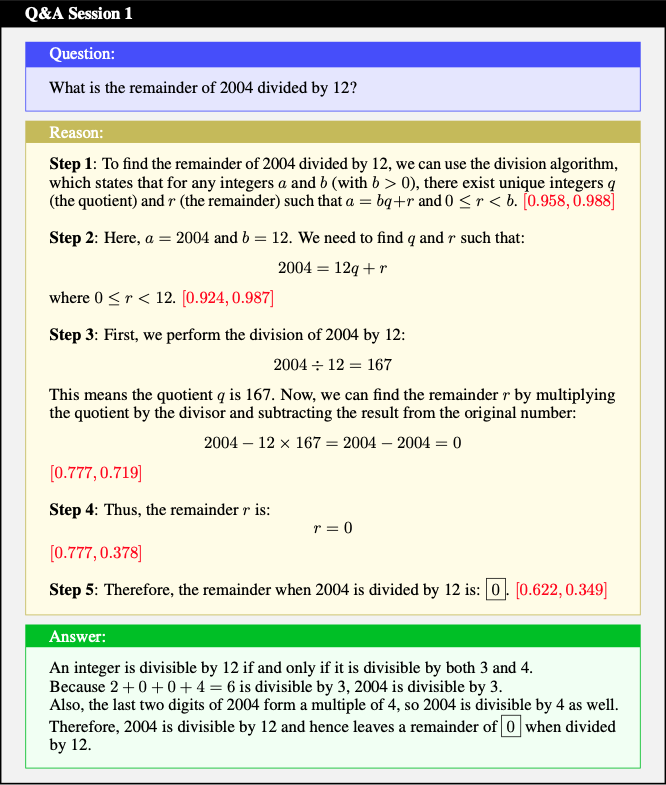 Q&A Session 1
Question:
What is the remainder of 2004 divided by 12?
Reason:
Step 1: To find the remainder of 2004 divided by 12, we can use the division algorithm,
which states that for any integers a and b (with b > 0), there exist unique integers q
(the quotient) and r (the remainder) such that a = bq+r and 0 ≤ r < b. [0.958, 0.988]
Step 2: Here, a = 2004 and b = 12. We need to find q and r such that:
2004 = 12q + r
where 0 ≤ r < 12. [0.924, 0.987]
Step 3: First, we perform the division of 2004 by 12:
2004 ÷ 12 = 167
This means the quotient q is 167. Now, we can find the remainder r by multiplying
the quotient by the divisor and subtracting the result from the original number:
2004 − 12 × 167 = 2004 − 2004 = 0
[0.777, 0.719]
Step 4: Thus, the remainder r is:
r = 0
[0.777, 0.378]
Step 5: Therefore, the remainder when 2004 is divided by 12 is: 0. [0.622, 0.349]
Answer:
An integer is divisible by 12 if and only if it is divisible by both 3 and 4.
Because 2 + 0 + 0 + 4 = 6 is divisible by 3, 2004 is divisible by 3.
Also, the last two digits of 2004 form a multiple of 4, so 2004 is divisible by 4 as well.
Therefore, 2004 is divisible by 12 and hence leaves a remainder of 0 when divided
by 12.